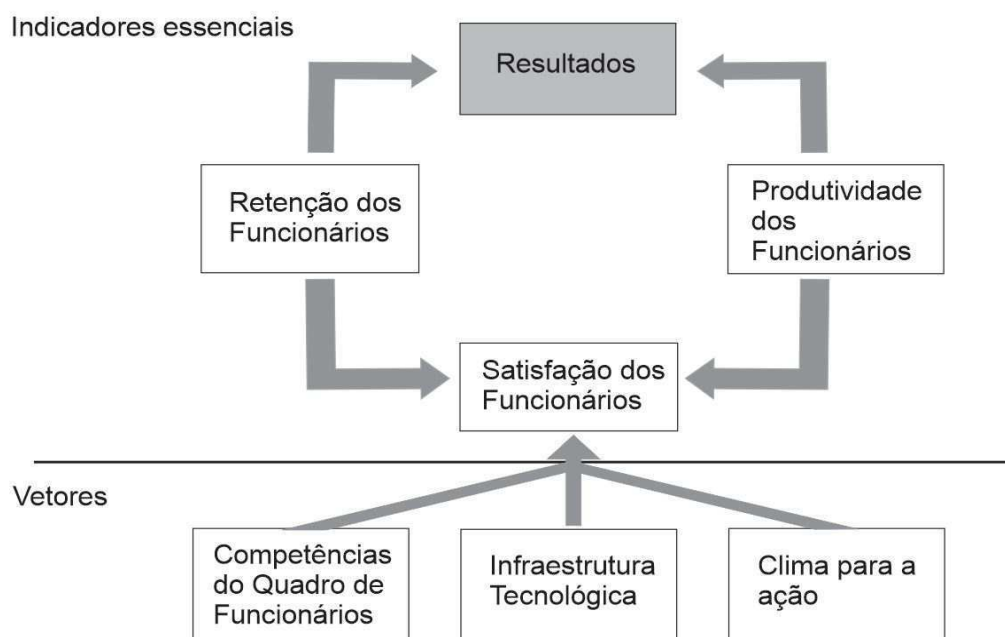 Indicadores essenciais
Resultados
Retenção dos
Funcionários
Produtividade
dos
Funcionários
Satisfação dos
Funcionários
Vetores
Competências
do Quadro de
Funcionários
Infraestrutura
Tecnológica
Clima para a
ação